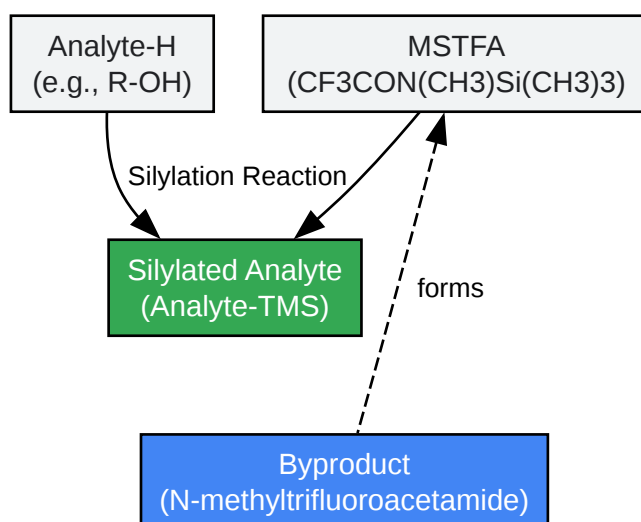 Analyte-H
(e.g., R-OH)
MSTFA
(CF3CON(CH3)Si(CH3)3)
Silylation Reaction
Silylated Analyte
(Analyte-TMS)
forms
Byproduct
(N-methyltrifluoroacetamide)